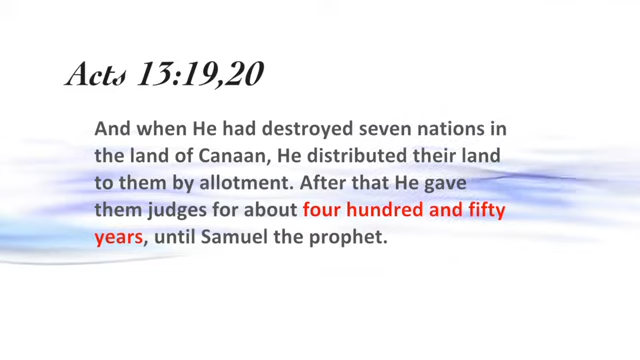 Acts 13:19,20
And when He had destroyed seven nations in
the land of Canaan, He distributed their land
to them by allotment. After that He gave
them judges for about four hundred and fifty
years, until Samuel the prophet.